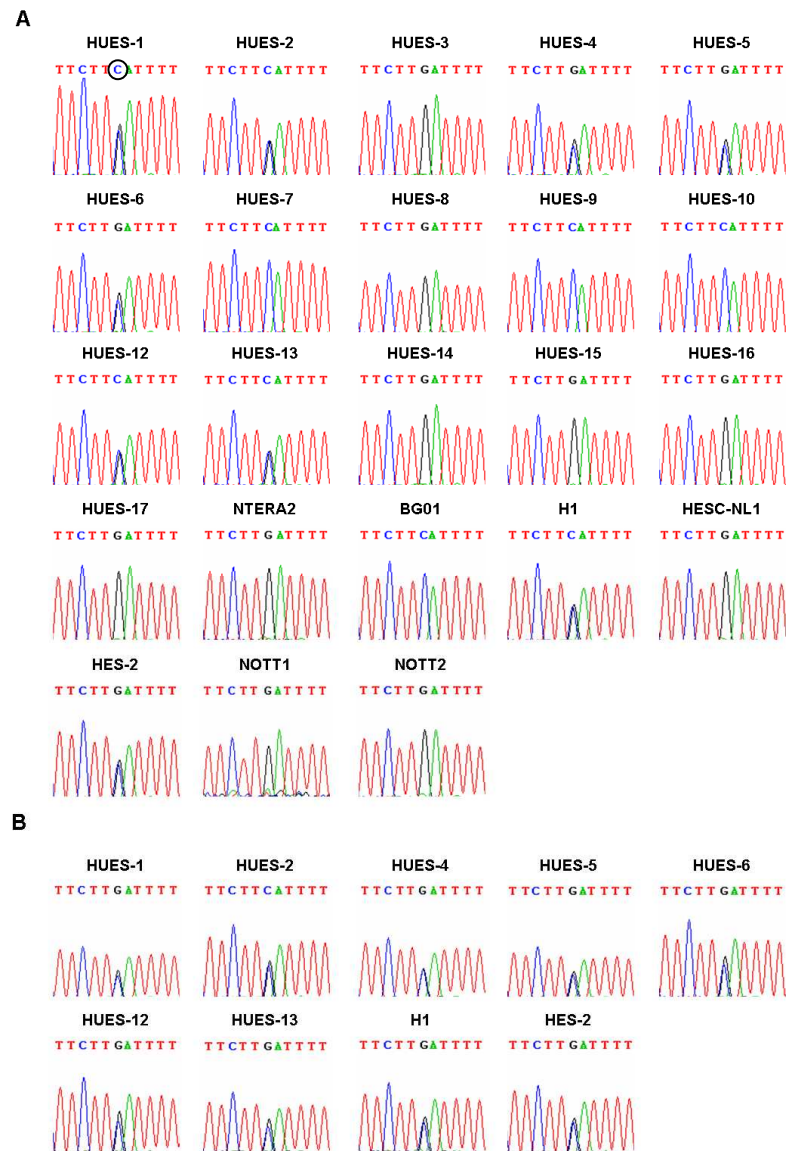 A
HUES-1 HUES-2 HUES-3 HUES-4 HUES-5
TTCTTCATTTT TTCTTCATTTT TTCTTGATTTT TTCTTGATTTT TTCTTGATTTT
HUES-6 HUES-7 HUES-8 HUES-9 HUES-10
TTCTTGATTTT TTCTTCATTTT TTCTTGATTTT TTCTTCATTTT TTCTTCATTTT
HUES-12 HUES-13 HUES-14 HUES-15 HUES-16
TTCTTCATTTT TTCTTCATTTT TTCTTGATTTT TTCTTGATTTT TTCTTGATTTT
HUES-17 NTERA2 BG01 H1 HESC-NL1
TTCTTGATTTT TTCTTGATTTT TTCTTCATTTT TTCTTCATTTT TTCTTGATTTT
HES-2 NOTT1 NOTT2
TTCTTGATTTT TTCTTGATTTT TTCTTGATTTT
B
HUES-1 HUES-2 HUES-4 HUES-5 HUES-6
TTCTTGATTTT TTCTTCATTTT TTCTTGATTTT TTCTTGATTTT TTCTTGATTTT
HUES-12 HUES-13 H1 HES-2
TTCTTGATTTT TTCTTGATTTT TTCTTGATTTT TTCTTGATTTT